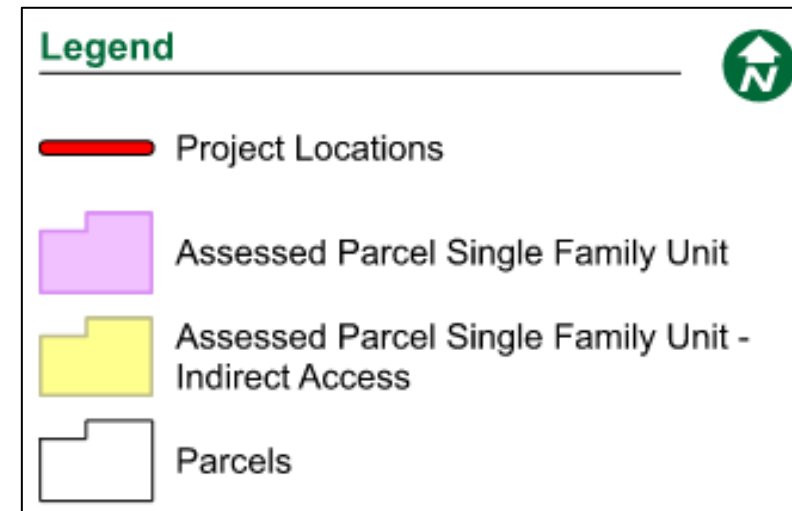 Legend
N
Project Locations
Assessed Parcel Single Family Unit
Assessed Parcel Single Family Unit -
Indirect Access
Parcels